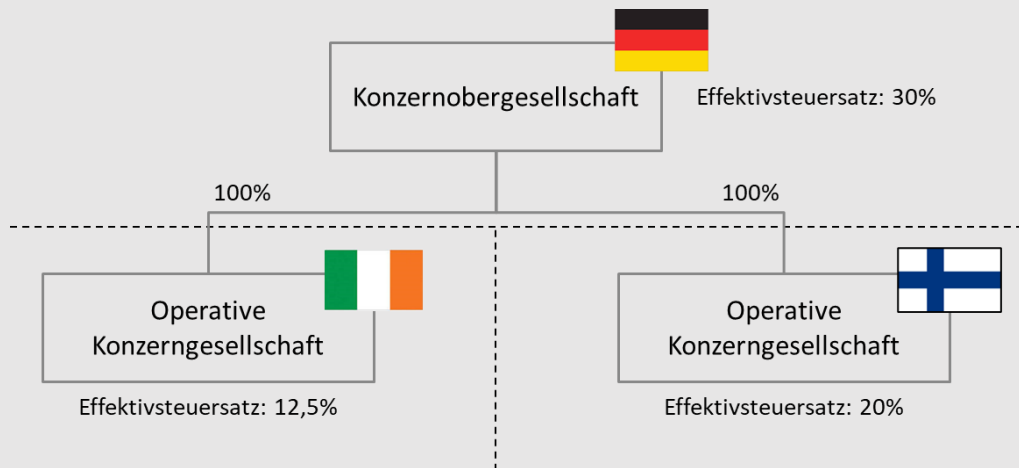 Konzernobergesellschaft
Effektivsteuersatz: 30%
100%
100%
Operative
Konzerngesellschaft
Effektivsteuersatz: 12,5%
Operative
Konzerngesellschaft
Effektivsteuersatz: 20%